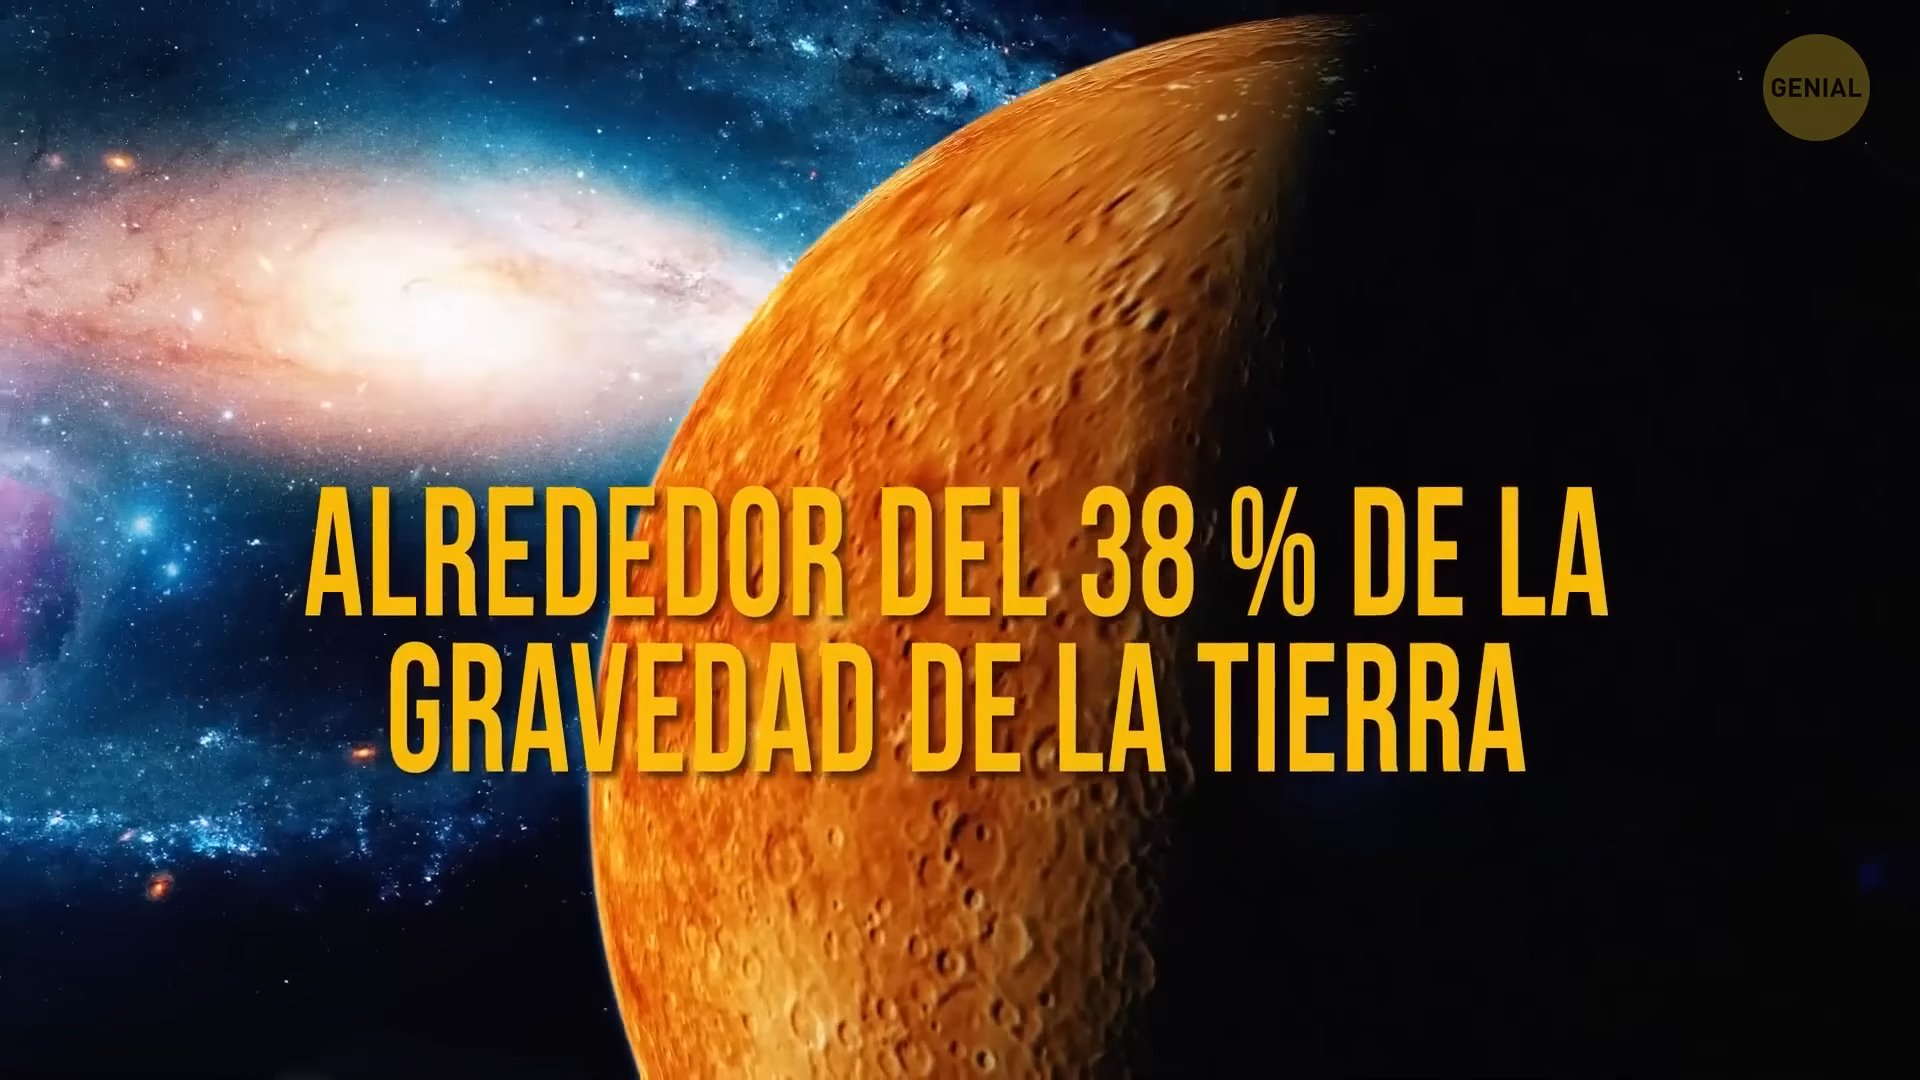 GENIAL
ALREDEDOR DEL 38 % DE LA
GRAVEDAD DE LA TIERRA